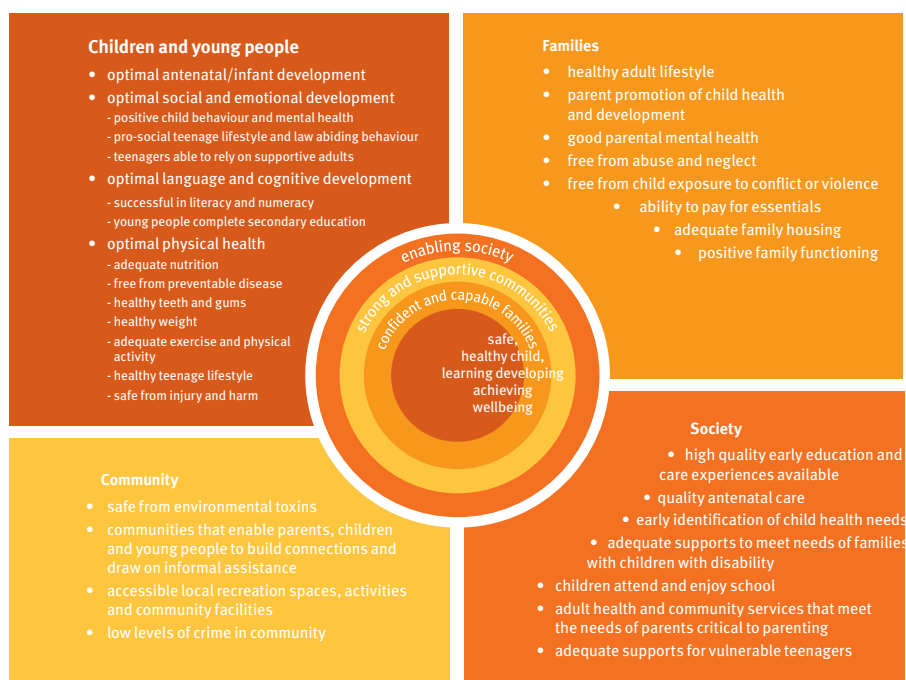 Children and young people
• optimal antenatal/infant development
• optimal social and emotional development
- positive child behaviour and mental health
- pro-social teenage lifestyle and law abiding behaviour
- teenagers able to rely on supportive adults
• optimal language and cognitive development
- successful in literacy and numeracy
- young people complete secondary education
• optimal physical health
- adequate nutrition
- free from preventable disease
- healthy teeth and gums
- healthy weight
- adequate exercise and physical
activity
- healthy teenage lifestyle
- safe from injury and harm
Families
• healthy adult lifestyle
• parent promotion of child health
and development
• good parental mental health
• free from abuse and neglect
• free from child exposure to conflict or violence
• ability to pay for essentials
• adequate family housing
• positive family functioning
enabling society
strong and supportive communities
confident and capable families
safe,
healthy child,
learning developing
achieving
wellbeing
Community
• safe from environmental toxins
• communities that enable parents, children
and young people to build connections and
draw on informal assistance
• accessible local recreation spaces, activities
and community facilities
• low levels of crime in community
Society
• high quality early education and
care experiences available
• quality antenatal care
• early identification of child health needs
• adequate supports to meet needs of families
with children with disability
• children attend and enjoy school
• adult health and community services that meet
the needs of parents critical to parenting
• adequate supports for vulnerable teenagers